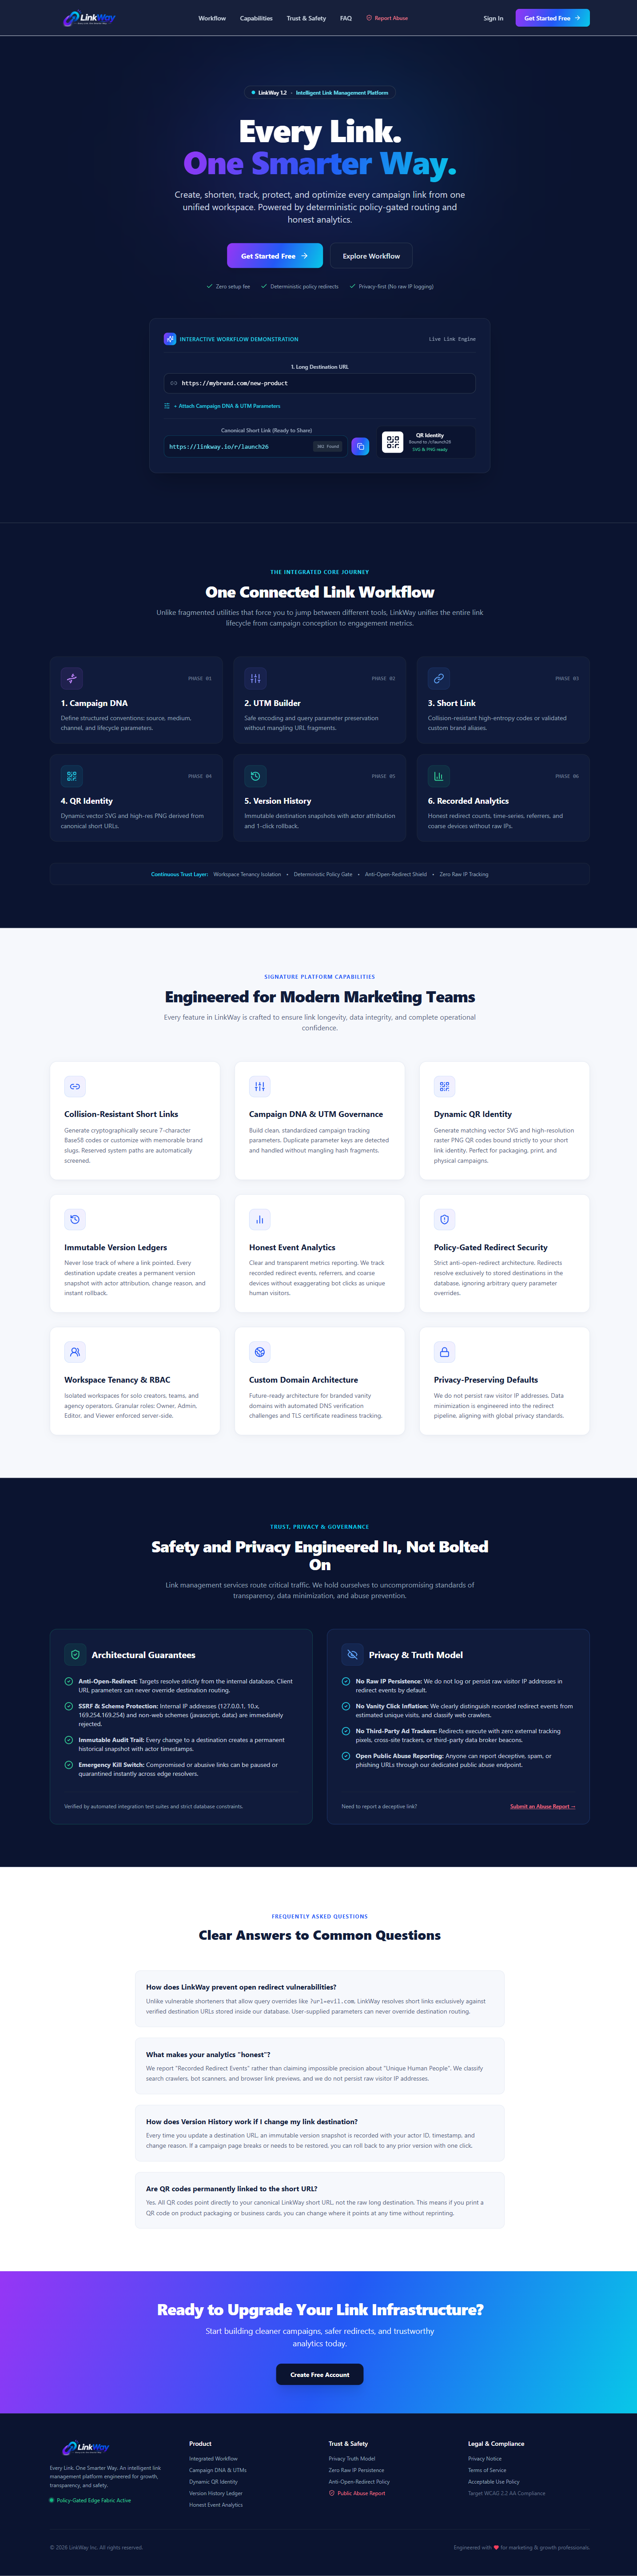 LinkWay
Workflow
Capabilities
Trust & Safety
FAQ
Report Abuse
Sign In
Get Started Free →
LinkWay 1.2 • Intelligent Link Management Platform
Every Link.
One Smarter Way.
Create, shorten, track, protect, and optimize every campaign link from one
unified workspace. Powered by deterministic policy-gated routing and
honest analytics.
Get Started Free →
Explore Workflow
Zero setup fee
Deterministic policy redirects
Privacy-first (No raw IP logging)
INTERACTIVE WORKFLOW DEMONSTRATION
Live Link Engine
1. Long Destination URL
https://mybrand.com/new-product
+ Attach Campaign DNA & UTM Parameters
Canonical Short Link (Ready to Share)
https://linkway.io/r/launch26
302 Found
QR Identity
Bound to /r/launch26
SVG & PNG ready
THE INTEGRATED CORE JOURNEY
One Connected Link Workflow
Unlike fragmented utilities that force you to jump between different tools, LinkWay unifies the entire link
lifecycle from campaign conception to engagement metrics.
PHASE 01
1. Campaign DNA
Define structured conventions: source, medium,
channel, and lifecycle parameters.
PHASE 02
2. UTM Builder
Safe encoding and query parameter preservation
without mangling URL fragments.
PHASE 03
3. Short Link
Collision-resistant high-entropy codes or validated
custom brand aliases.
PHASE 04
4. QR Identity
Dynamic vector SVG and high-res PNG derived from
canonical short URLs.
PHASE 05
5. Version History
Immutable destination snapshots with actor attribution
and 1-click rollback.
PHASE 06
6. Recorded Analytics
Honest redirect counts, time-series, referrers, and
coarse devices without raw IPs.
Continuous Trust Layer: Workspace Tenancy Isolation • Deterministic Policy Gate • Anti-Open-Redirect Shield • Zero Raw IP Tracking
SIGNATURE PLATFORM CAPABILITIES
Engineered for Modern Marketing Teams
Every feature in LinkWay is crafted to ensure link longevity, data integrity, and complete operational
confidence.
Collision-Resistant Short Links
Generate cryptographically secure 7-character
Base58 codes or customize with memorable brand
slugs. Reserved system paths are automatically
screened.
Campaign DNA & UTM Governance
Build clean, standardized campaign tracking
parameters. Duplicate parameter keys are detected
and handled without mangling hash fragments.
Dynamic QR Identity
Generate matching vector SVG and high-resolution
raster PNG QR codes bound strictly to your short
link identity. Perfect for packaging, print, and
physical campaigns.
Immutable Version Ledgers
Never lose track of where a link pointed. Every
destination update creates a permanent version
snapshot with actor attribution, change reason, and
instant rollback.
Honest Event Analytics
Clear and transparent metrics reporting. We track
recorded redirect events, referrers, and coarse
devices without exaggerating bot clicks as unique
human visitors.
Policy-Gated Redirect Security
Strict anti-open-redirect architecture. Redirects
resolve exclusively to stored destinations in the
database, ignoring arbitrary query parameter
overrides.
Workspace Tenancy & RBAC
Isolated workspaces for solo creators, teams, and
agency operators. Granular roles: Owner, Admin,
Editor, and Viewer enforced server-side.
Custom Domain Architecture
Future-ready architecture for branded vanity
domains with automated DNS verification
challenges and TLS certificate readiness tracking.
Privacy-Preserving Defaults
We do not persist raw visitor IP addresses. Data
minimization is engineered into the redirect
pipeline, aligning with global privacy standards.
TRUST, PRIVACY & GOVERNANCE
Safety and Privacy Engineered In, Not Bolted
On
Link management services route critical traffic. We hold ourselves to uncompromising standards of
transparency, data minimization, and abuse prevention.
Architectural Guarantees
Anti-Open-Redirect: Targets resolve strictly from the internal database. Client
URL parameters can never override destination routing.
SSRF & Scheme Protection: Internal IP addresses (127.0.0.1, 10.x,
169.254.169.254) and non-web schemes (javascript:, data:) are immediately
rejected.
Immutable Audit Trail: Every change to a destination creates a permanent
historical snapshot with actor timestamps.
Emergency Kill Switch: Compromised or abusive links can be paused or
quarantined instantly across edge resolvers.
Verified by automated integration test suites and strict database constraints.
Privacy & Truth Model
No Raw IP Persistence: We do not log or persist raw visitor IP addresses in
redirect events by default.
No Vanity Click Inflation: We clearly distinguish recorded redirect events from
estimated unique visits, and classify web crawlers.
No Third-Party Ad Trackers: Redirects execute with zero external tracking
pixels, cross-site trackers, or third-party data broker beacons.
Open Public Abuse Reporting: Anyone can report deceptive, spam, or
phishing URLs through our dedicated public abuse endpoint.
Need to report a deceptive link?
Submit an Abuse Report →
FREQUENTLY ASKED QUESTIONS
Clear Answers to Common Questions
How does LinkWay prevent open redirect vulnerabilities?
Unlike vulnerable shorteners that allow query overrides like ?url=evil.com, LinkWay resolves short links exclusively against
verified destination URLs stored inside our database. User-supplied parameters can never override destination routing.
What makes your analytics "honest"?
We report "Recorded Redirect Events" rather than claiming impossible precision about "Unique Human People". We classify
search crawlers, bot scanners, and browser link previews, and we do not persist raw visitor IP addresses.
How does Version History work if I change my link destination?
Every time you update a destination URL, an immutable version snapshot is recorded with your actor ID, timestamp, and
change reason. If a campaign page breaks or needs to be restored, you can roll back to any prior version with one click.
Are QR codes permanently linked to the short URL?
Yes. All QR codes point directly to your canonical LinkWay short URL, not the raw long destination. This means if you print a
QR code on product packaging or business cards, you can change where it points at any time without reprinting.
Ready to Upgrade Your Link Infrastructure?
Start building cleaner campaigns, safer redirects, and trustworthy
analytics today.
Create Free Account
LinkWay
Every Link. One Smarter Way. An intelligent link
management platform engineered for growth,
transparency, and safety.
Policy-Gated Edge Fabric Active
Product
Integrated Workflow
Campaign DNA & UTMs
Dynamic QR Identity
Version History Ledger
Honest Event Analytics
Trust & Safety
Privacy Truth Model
Zero Raw IP Persistence
Anti-Open-Redirect Policy
Public Abuse Report
Legal & Compliance
Privacy Notice
Terms of Service
Acceptable Use Policy
Target WCAG 2.2 AA Compliance
© 2026 LinkWay Inc. All rights reserved.
Engineered with ❤ for marketing & growth professionals.